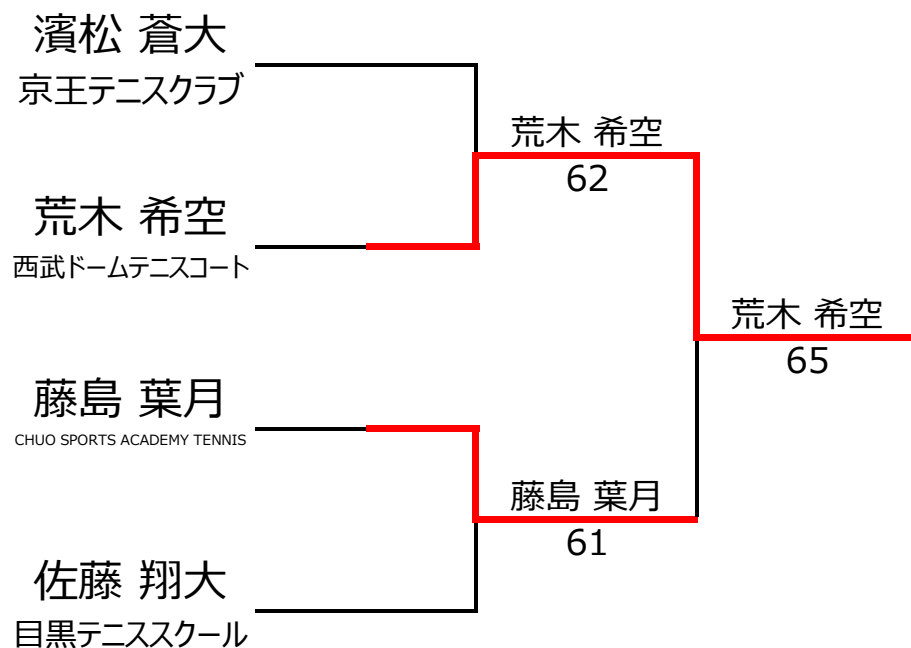 濱松 蒼大
京王テニスクラブ
荒木 希空
62
荒木 希空
西武ドームテニスコート
荒木 希空
65
藤島 葉月
CHUO SPORTS ACADEMY TENNIS
藤島 葉月
61
佐藤 翔大
目黒テニススクール